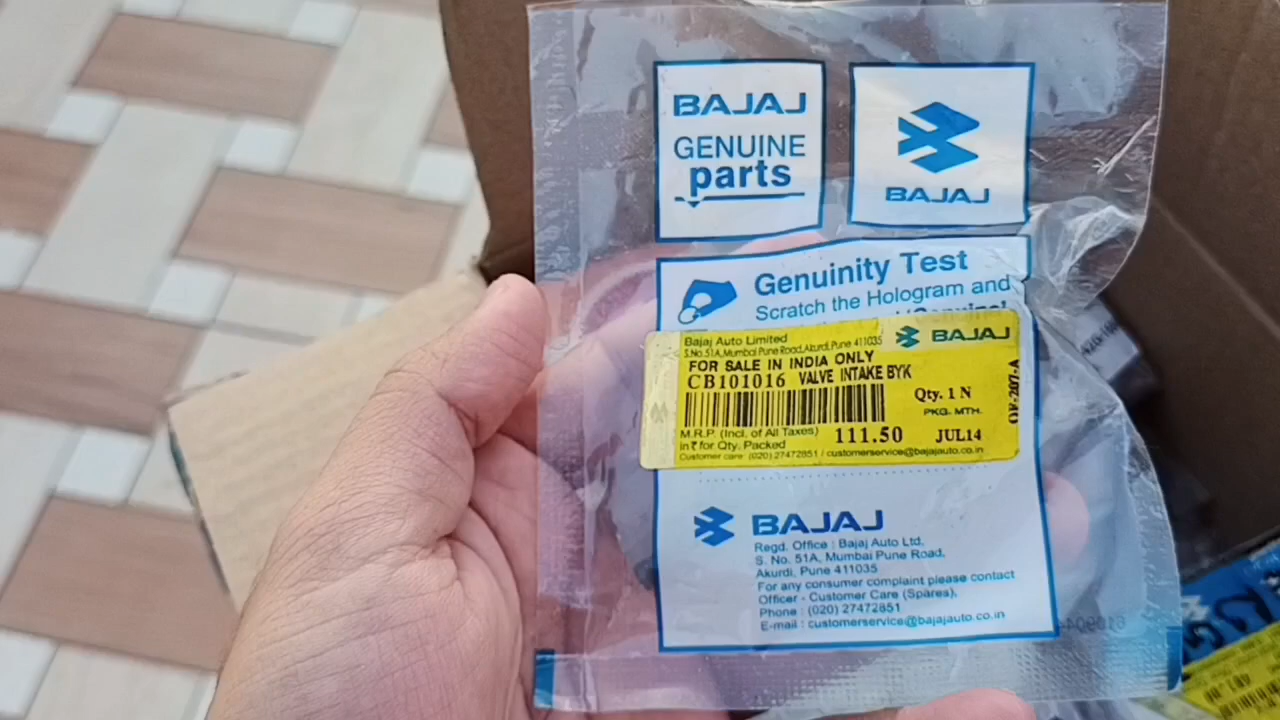 BAJAJ
GENUINE
parts
BAJAJ
Genuinity Test
Scratch the Hologram and
Bajaj Auto Limited
S.No.51A, Mumbai Pune Road, Akurdi, Pune 411035
BAJAJ
FOR SALE IN INDIA ONLY
CB101016 VALVE INTAKE BYK
Qty. 1 N
PKG. MTH.
M.R.P. (Incl. of All Taxes)
in ₹ for Qty. Packed
111.50
JUL14
Customer care: (020) 27472851 / customerservice@bajajauto.co.in
BAJAJ
Regd. Office : Bajaj Auto Ltd.
S. No. 51A, Mumbai Pune Road,
Akurdi, Pune 411035
For any consumer complaint please contact
Officer - Customer Care (Spares),
Phone : (020) 27472851
E-mail : customerservice@bajajauto.co.in